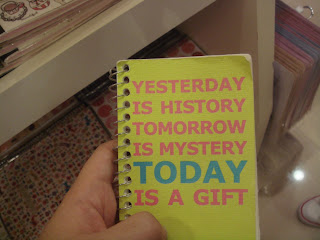 YESTERDAY
IS HISTORY
TOMORROW
IS MYSTERY
TODAY
IS A GIFT